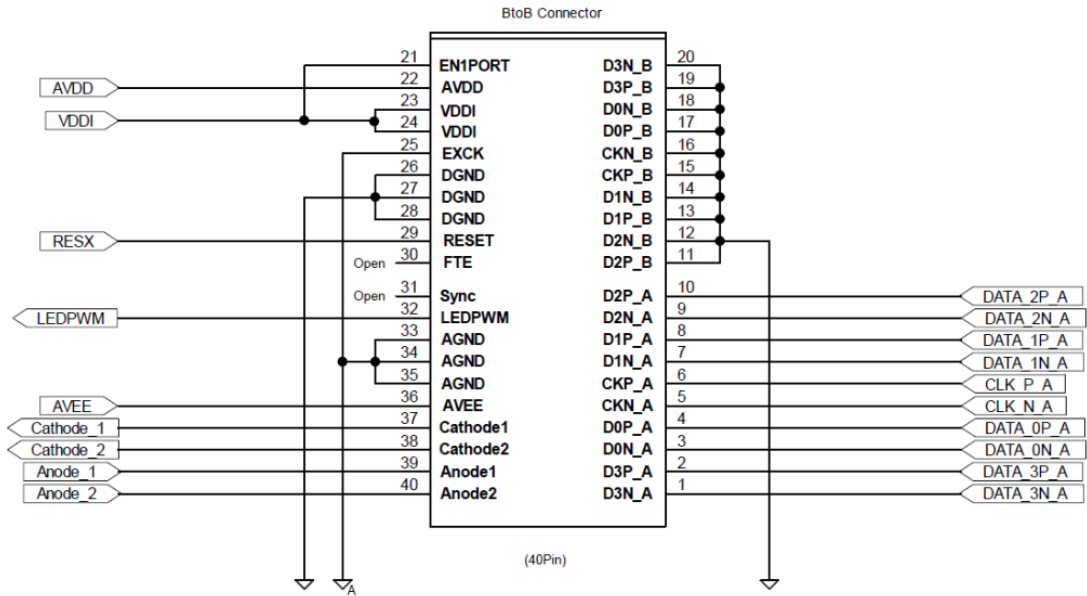 BtoB Connector
21 EN1PORT D3N_B 20
AVDD 22 AVDD D3P_B 19
23 VDDI D0N_B 18
VDDI 24 VDDI D0P_B 17
25 EXCK CKN_B 16
26 DGND CKP_B 15
27 DGND D1N_B 14
28 DGND D1P_B 13
RESX 29 RESET D2N_B 12
Open 30 FTE D2P_B 11
Open 31 Sync D2P_A 10 DATA_2P_A
LEDPWM 32 LEDPWM D2N_A 9 DATA_2N_A
33 AGND D1P_A 8 DATA_1P_A
34 AGND D1N_A 7 DATA_1N_A
35 AGND CKP_A 6 CLK_P_A
AVEE 36 AVEE CKN_A 5 CLK_N_A
Cathode_1 37 Cathode1 D0P_A 4 DATA_0P_A
Cathode_2 38 Cathode2 D0N_A 3 DATA_0N_A
Anode_1 39 Anode1 D3P_A 2 DATA_3P_A
Anode_2 40 Anode2 D3N_A 1 DATA_3N_A
(40Pin)
A